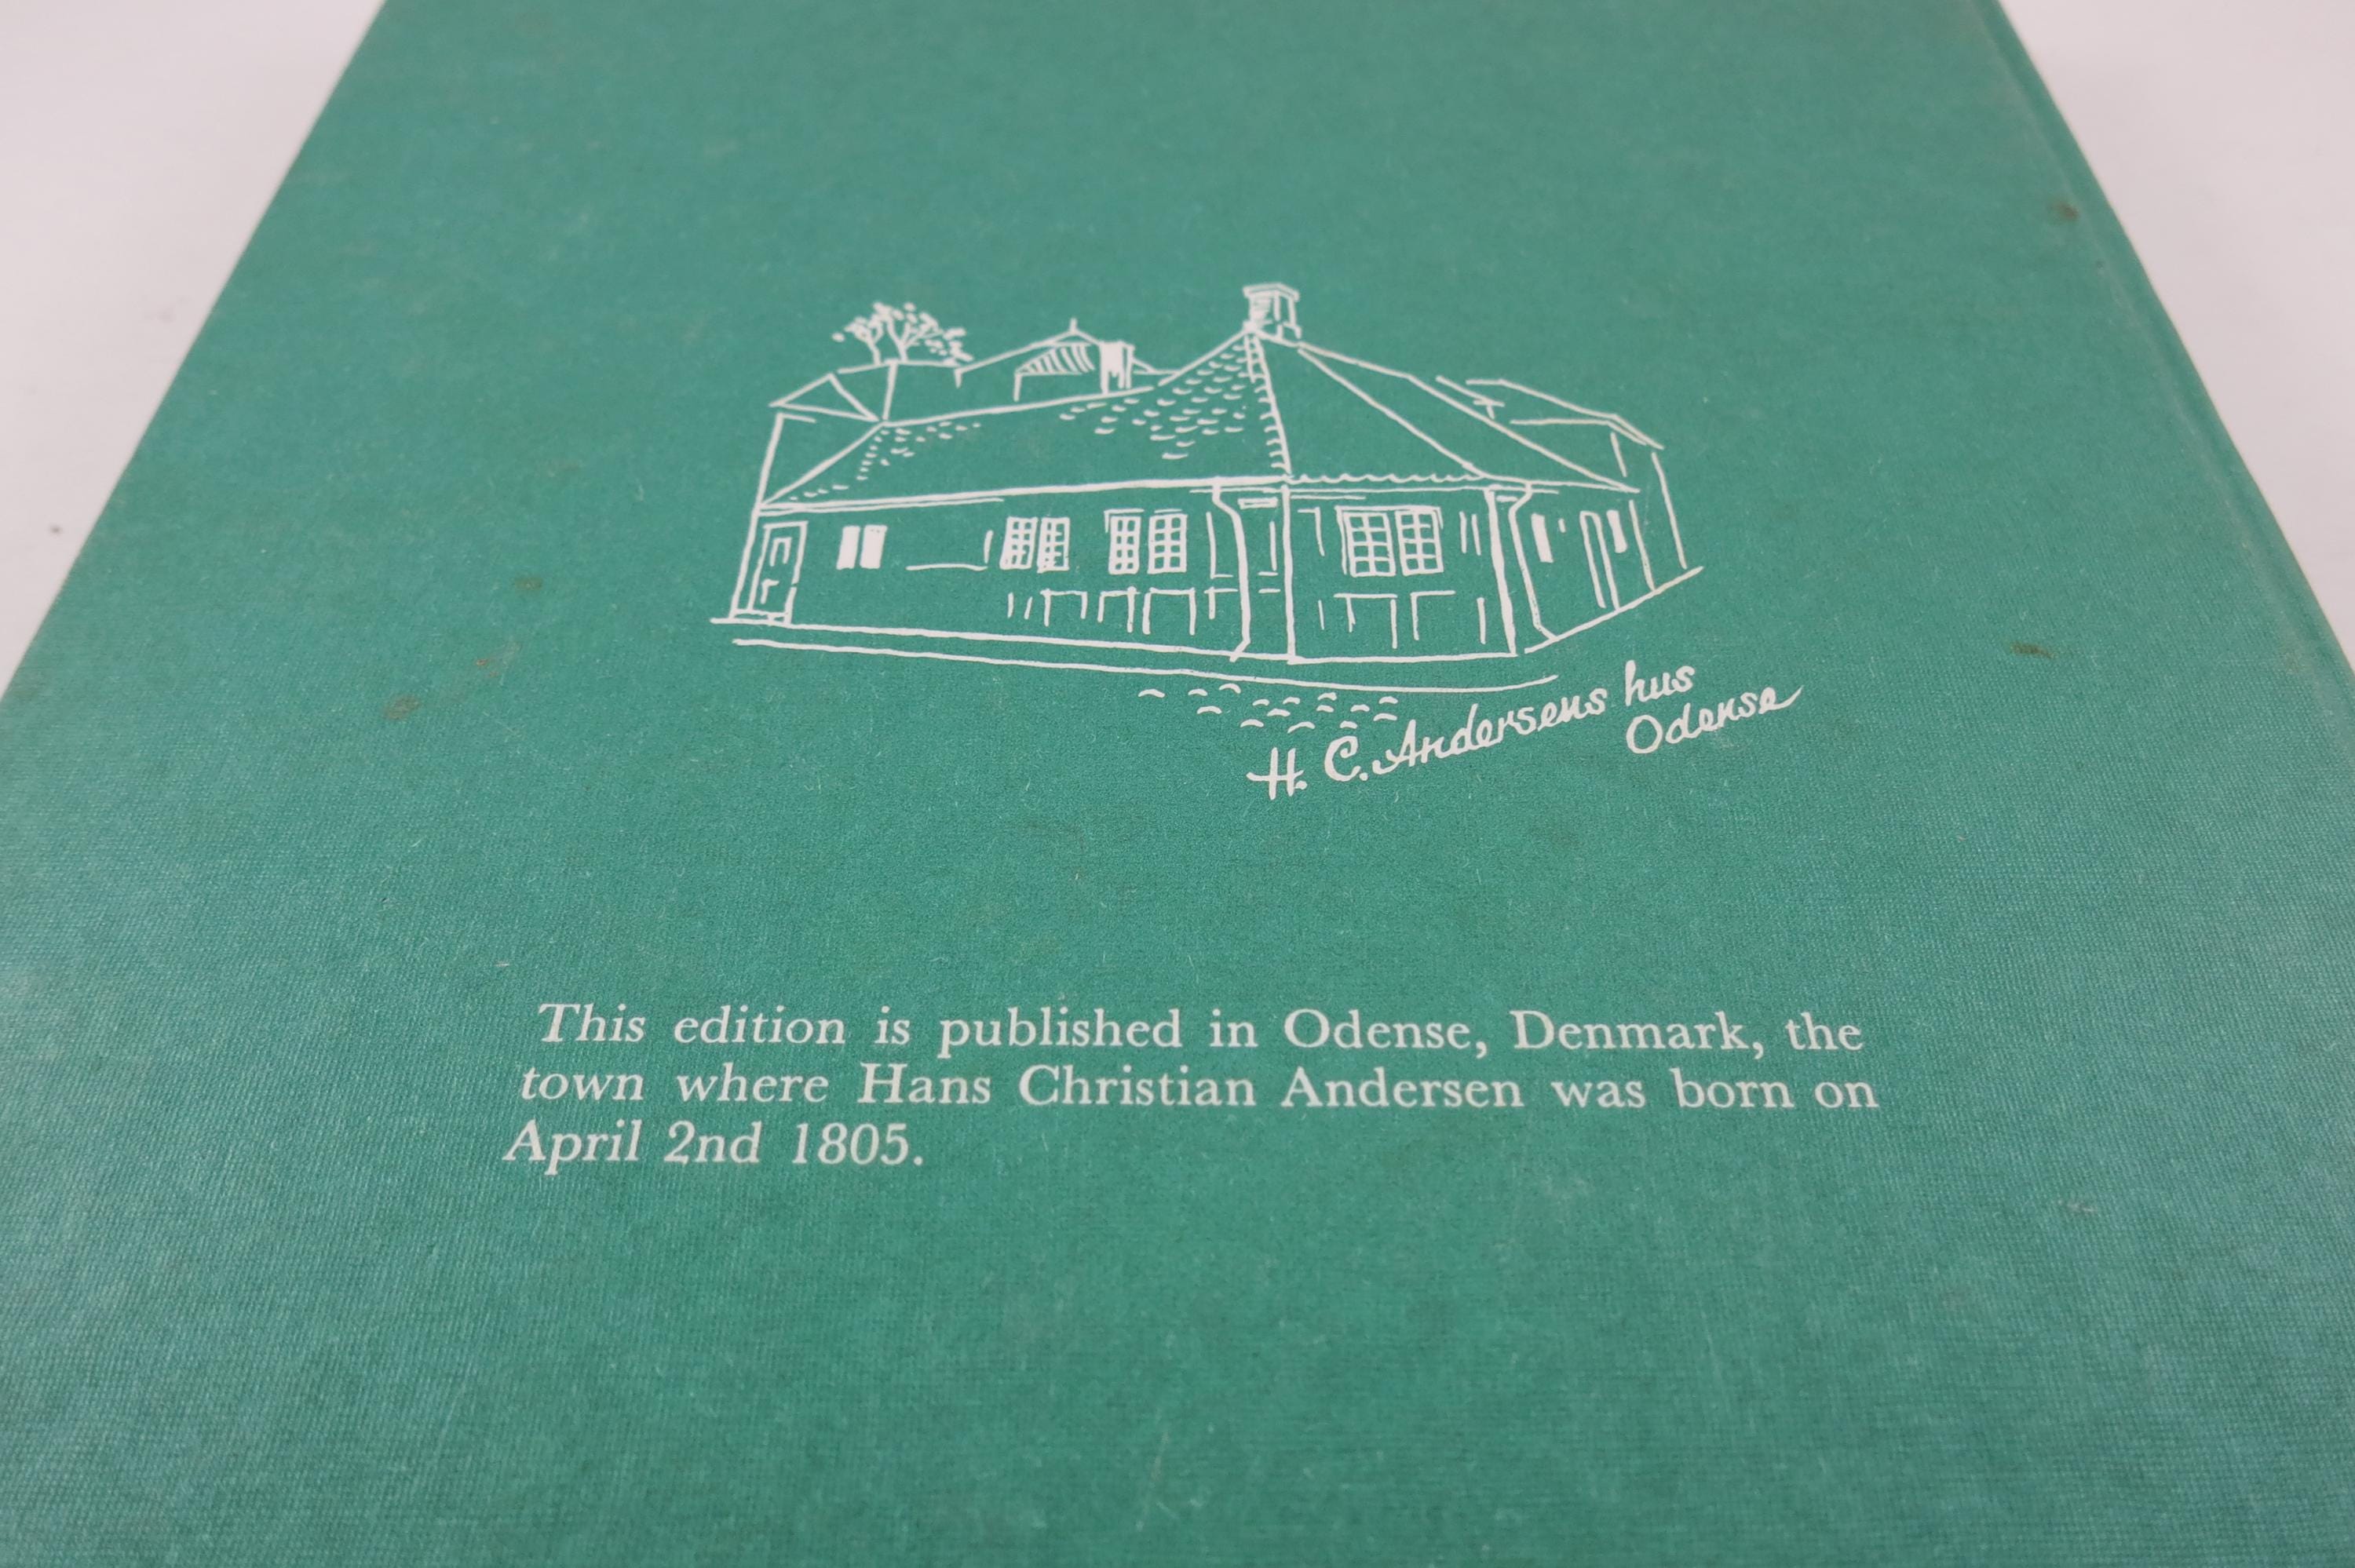 H. C. Andersens hus
Odense
This edition is published in Odense, Denmark, the
town where Hans Christian Andersen was born on
April 2nd 1805.